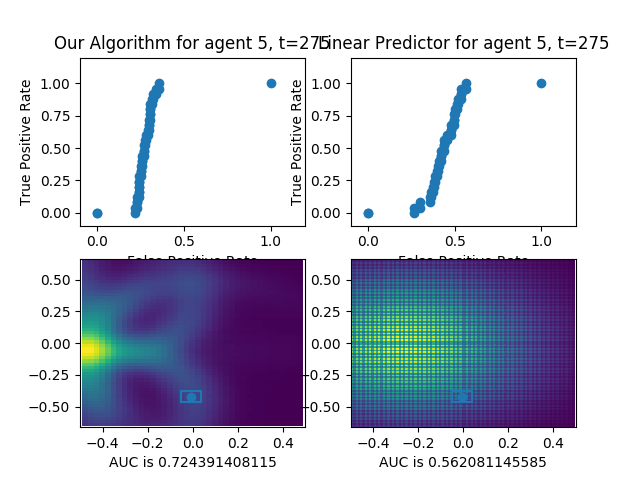 Our Algorithm for agent 5, t=275
Linear Predictor for agent 5, t=275
True Positive Rate
1.00
0.75
0.50
0.25
0.00
0.0 0.5 1.0
False Positive Rate
True Positive Rate
1.00
0.75
0.50
0.25
0.00
0.0 0.5 1.0
False Positive Rate
0.50
0.25
0.00
−0.25
−0.50
−0.4 −0.2 0.0 0.2 0.4
AUC is 0.724391408115
0.50
0.25
0.00
−0.25
−0.50
−0.4 −0.2 0.0 0.2 0.4
AUC is 0.562081145585